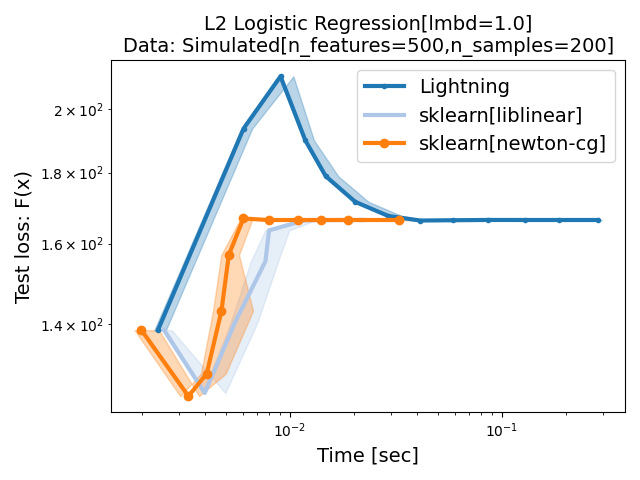 L2 Logistic Regression[lmbd=1.0]
Data: Simulated[n_features=500,n_samples=200]
Lightning
sklearn[liblinear]
sklearn[newton-cg]
Test loss: F(x)
2 × 10²
1.8 × 10²
1.6 × 10²
1.4 × 10²
10⁻²
10⁻¹
Time [sec]